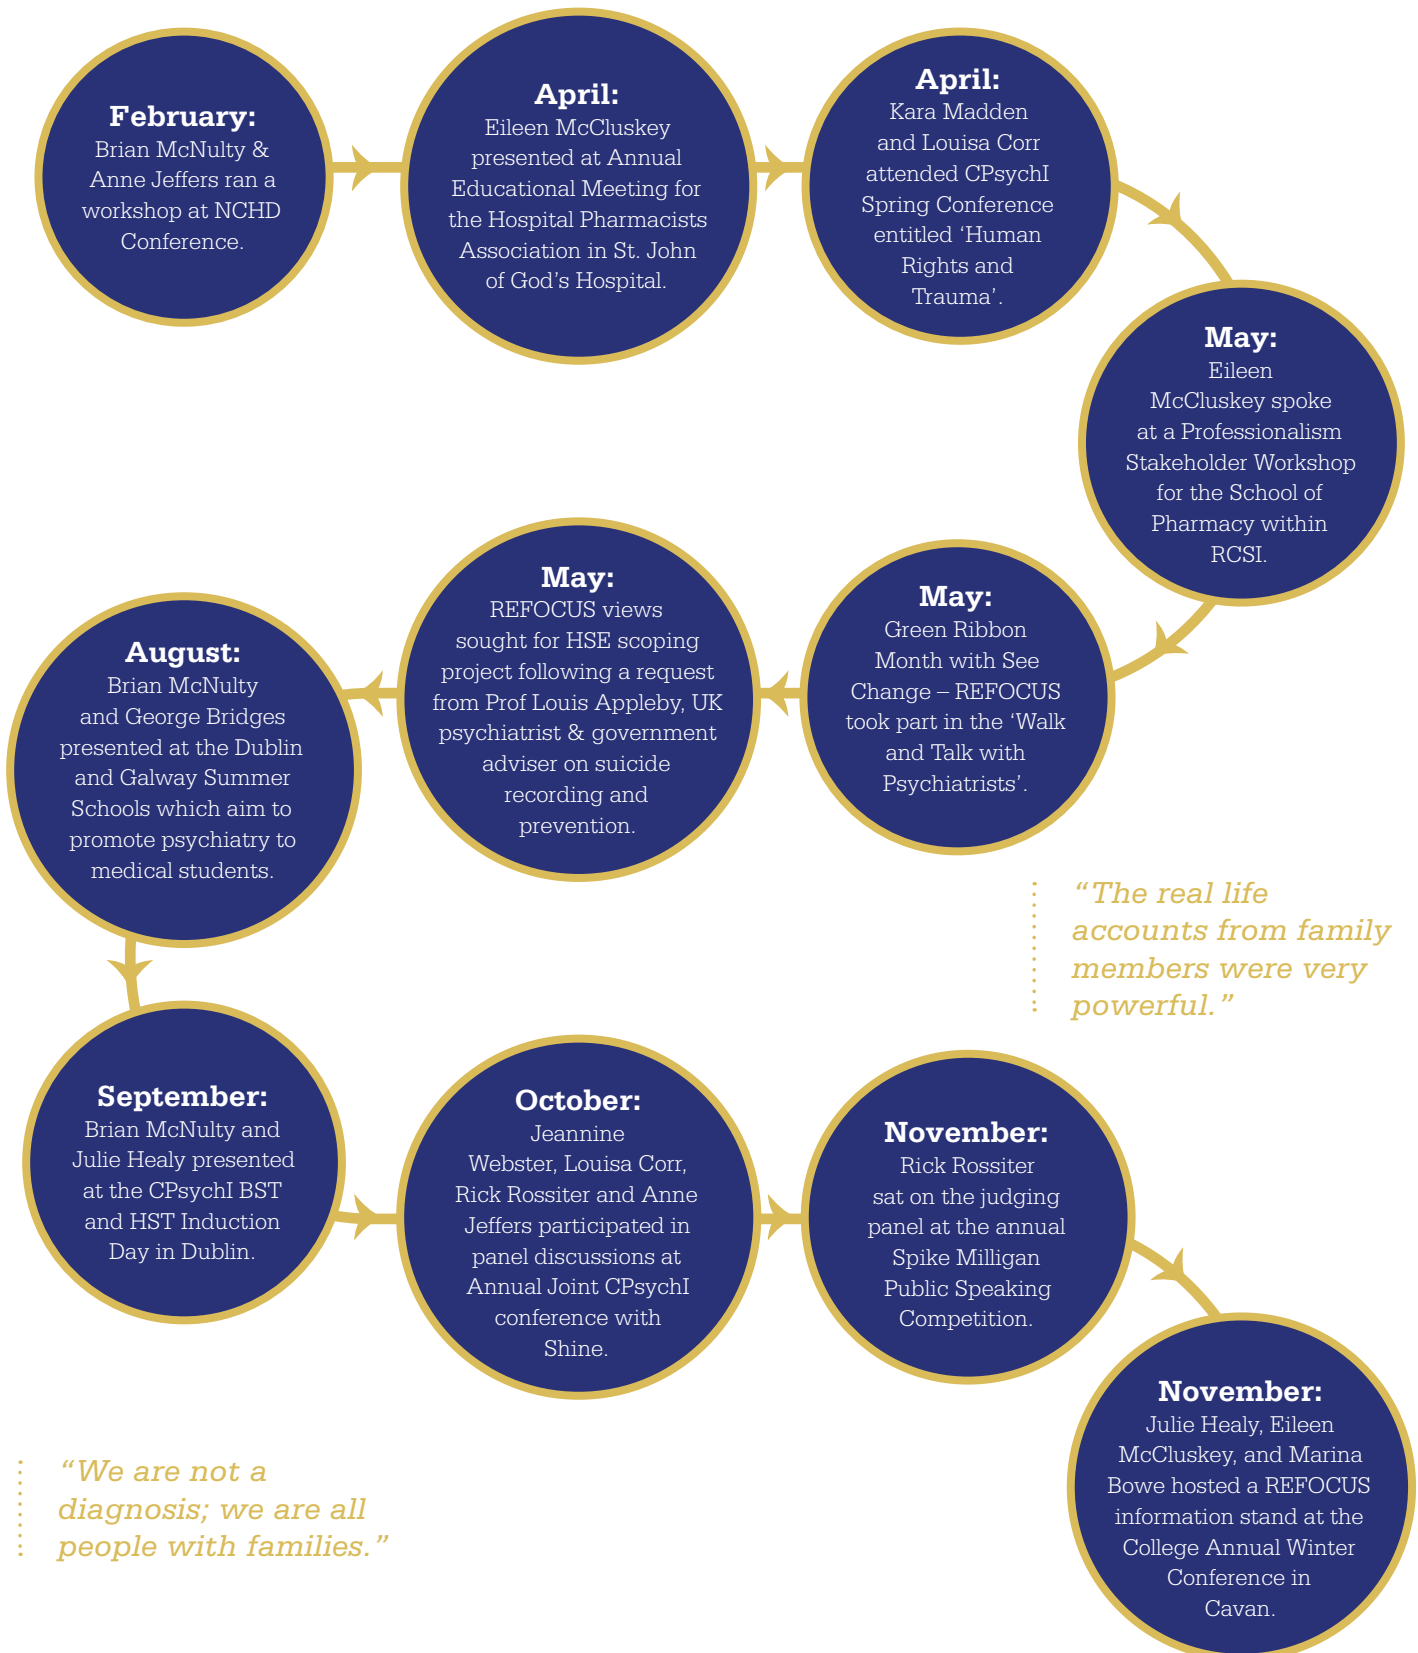 February:
Brian McNulty &
Anne Jeffers ran a
workshop at NCHD
Conference.
April:
Eileen McCluskey
presented at Annual
Educational Meeting for
the Hospital Pharmacists
Association in St. John
of God’s Hospital.
April:
Kara Madden
and Louisa Corr
attended CPsychI
Spring Conference
entitled ‘Human
Rights and
Trauma’.
May:
Eileen
McCluskey spoke
at a Professionalism
Stakeholder Workshop
for the School of
Pharmacy within
RCSI.
May:
Green Ribbon
Month with See
Change – REFOCUS
took part in the ‘Walk
and Talk with
Psychiatrists’.
May:
REFOCUS views
sought for HSE scoping
project following a request
from Prof Louis Appleby, UK
psychiatrist & government
adviser on suicide
recording and
prevention.
August:
Brian McNulty
and George Bridges
presented at the Dublin
and Galway Summer
Schools which aim to
promote psychiatry to
medical students.
“The real life
accounts from family
members were very
powerful.”
September:
Brian McNulty and
Julie Healy presented
at the CPsychI BST
and HST Induction
Day in Dublin.
October:
Jeannine
Webster, Louisa Corr,
Rick Rossiter and Anne
Jeffers participated in
panel discussions at
Annual Joint CPsychI
conference with
Shine.
November:
Rick Rossiter
sat on the judging
panel at the annual
Spike Milligan
Public Speaking
Competition.
November:
Julie Healy, Eileen
McCluskey, and Marina
Bowe hosted a REFOCUS
information stand at the
College Annual Winter
Conference in
Cavan.
“We are not a
diagnosis; we are all
people with families.”